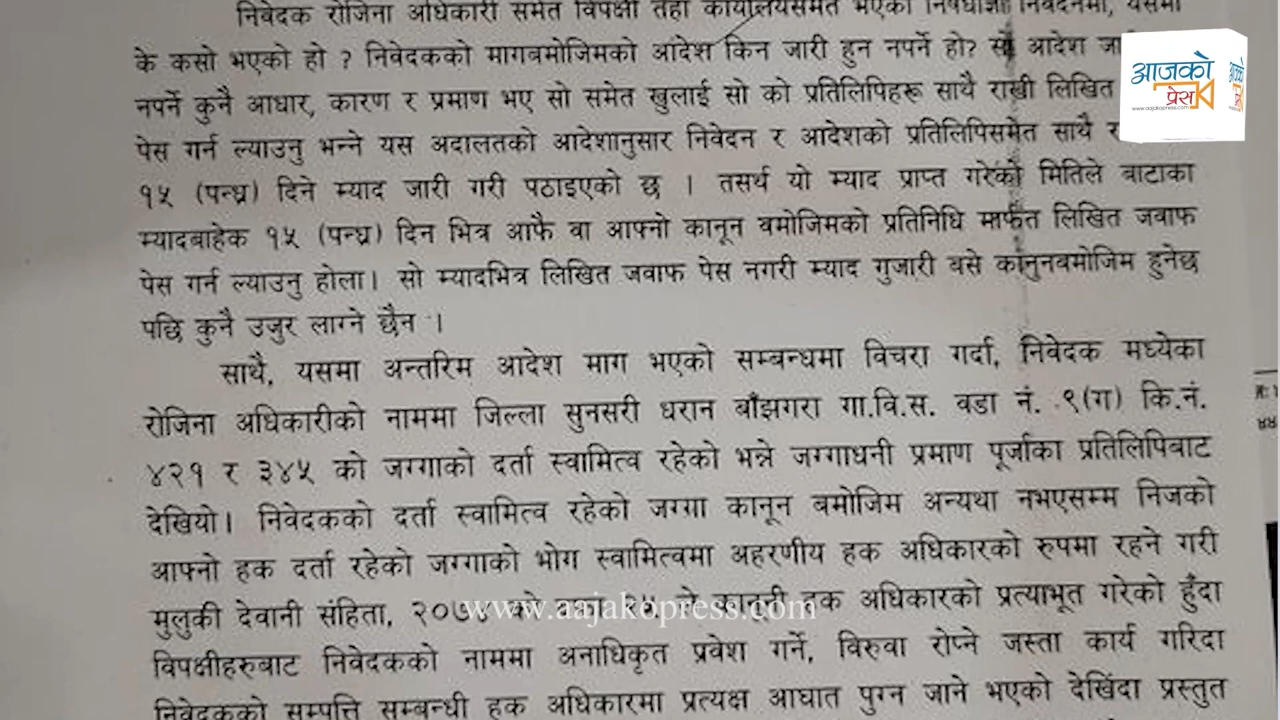 निवेदक रोजिना अधिकारी समेत विपक्षी तहाँ कार्यालयसमेत भएको निषेधाज्ञा निवेदनमा, यसमा
के कसो भएको हो ? निवेदकको मागबमोजिमको आदेश किन जारी हुन नपर्ने हो? सो आदेश
नपर्ने कुनै आधार, कारण र प्रमाण भए सो समेत खुलाई सो को प्रतिलिपिहरू साथै राखी लिखित
पेस गर्न ल्याउनु भन्ने यस अदालतको आदेशानुसार निवेदन र आदेशको प्रतिलिपिसमेत साथै
१५ (पन्ध्र) दिने म्याद जारी गरी पठाइएको छ । तसर्थ यो म्याद प्राप्त गरेको मितिले बाटाका
म्यादबाहेक १५ (पन्ध्र) दिन भित्र आफै वा आफ्नो कानून बमोजिमको प्रतिनिधि मार्फत लिखित जवाफ
पेस गर्न ल्याउनु होला। सो म्यादभित्र लिखित जवाफ पेस नगरी म्याद गुजारी बसे कानुनबमोजिम हुनेछ
पछि कुनै उजुर लाग्ने छैन ।
साथै, यसमा अन्तरिम आदेश माग भएको सम्बन्धमा विचरा गर्दा, निवेदक मध्येका
रोजिना अधिकारीको नाममा जिल्ला सुनसरी धरान बाँझगरा गा.वि.स. वडा नं. ९(ग) कि.नं.
४२१ र ३४५ को जग्गाको दर्ता स्वामित्व रहेको भन्ने जग्गाधनी प्रमाण पूर्जाका प्रतिलिपिबाट
देखियो। निवेदकको दर्ता स्वामित्व रहेको जग्गा कानून बमोजिम अन्यथा नभएसम्म निजको
आफ्नो हक दर्ता रहेको जग्गाको भोग स्वामित्वमा अहरणीय हक अधिकारको रुपमा रहने गरी
मुलुकी देवानी संहिता, २०७४ को हक अधिकारको प्रत्याभूत गरेको हुँदा
विपक्षीहरुबाट निवेदकको नाममा अनाधिकृत प्रवेश गर्ने, विरुवा रोप्ने जस्ता कार्य गरिदा
निवेदकको सम्पत्ति सम्बन्धी हक अधिकारमा प्रत्यक्ष आघात पुग्न जाने भएको देखिंदा प्रस्तुत
आजको
प्रेस
www.aajakopress.com
www.aajakopress.com